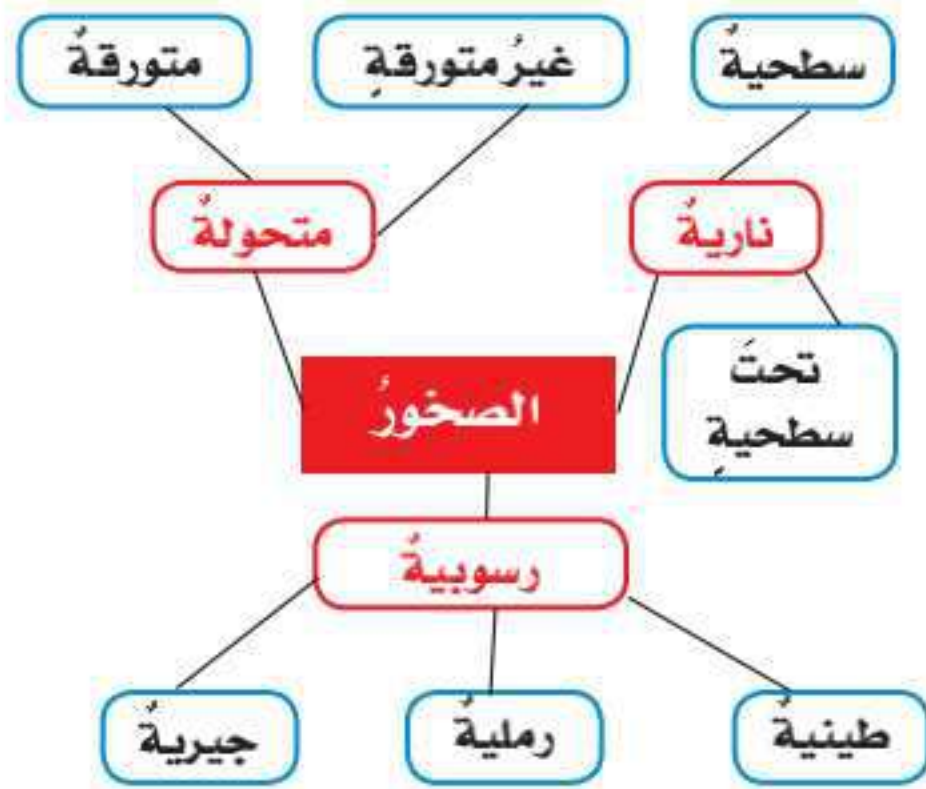 سطحيةٌ
غيرُ متورقةٍ
متورقةٌ
ناريةٌ
متحولةٌ
تحتَ
سطحيةٍ
الصخورُ
رسوبيةٌ
طينيةٌ
رمليةٌ
جيريةٌ